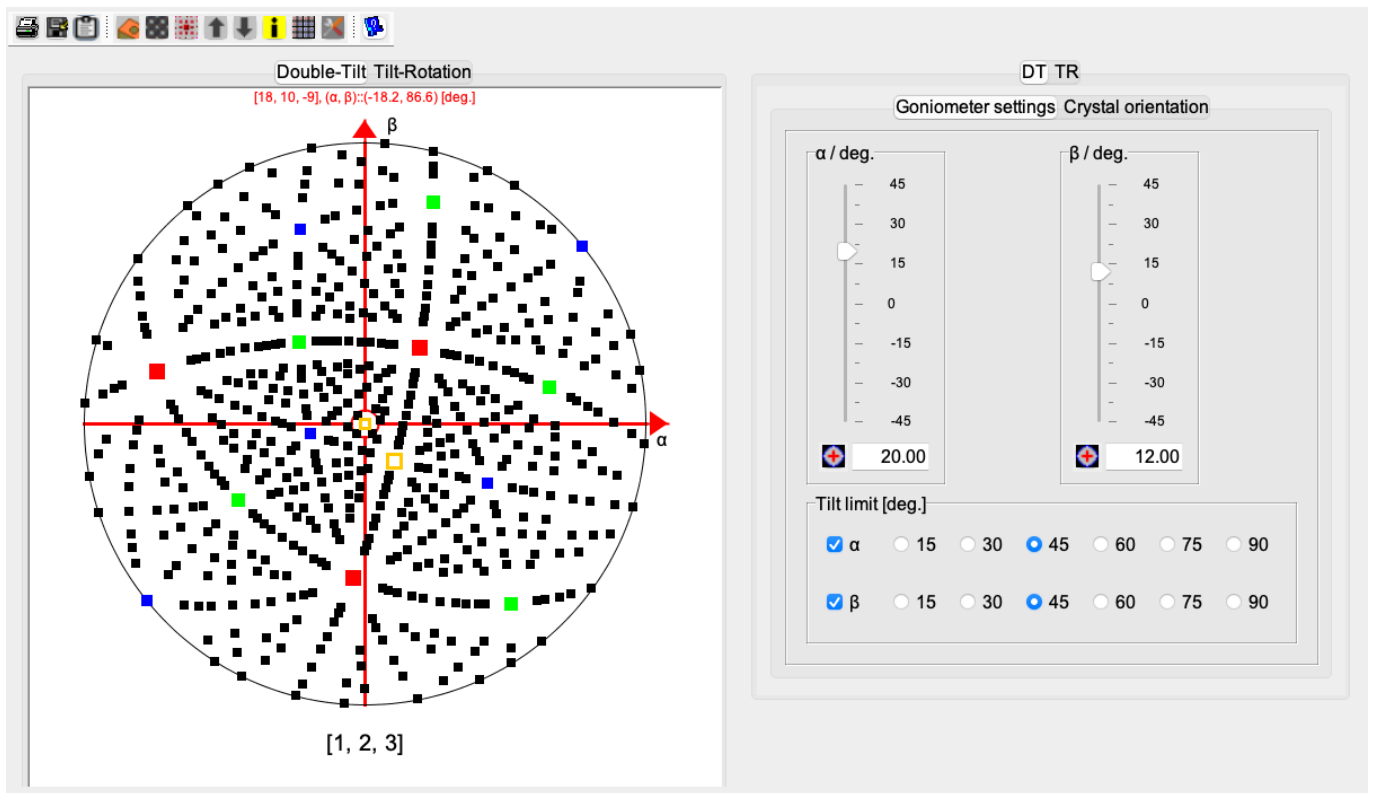 Double-Tilt Tilt-Rotation
[18, 10, -9], (α, β)::(-18.2, 86.6) [deg.]
β
α
[1, 2, 3]
DT TR
Goniometer settings Crystal orientation
α / deg.
45
30
15
0
-15
-30
-45
20.00
β / deg.
45
30
15
0
-15
-30
-45
12.00
Tilt limit [deg.]
α 15 30 45 60 75 90
β 15 30 45 60 75 90